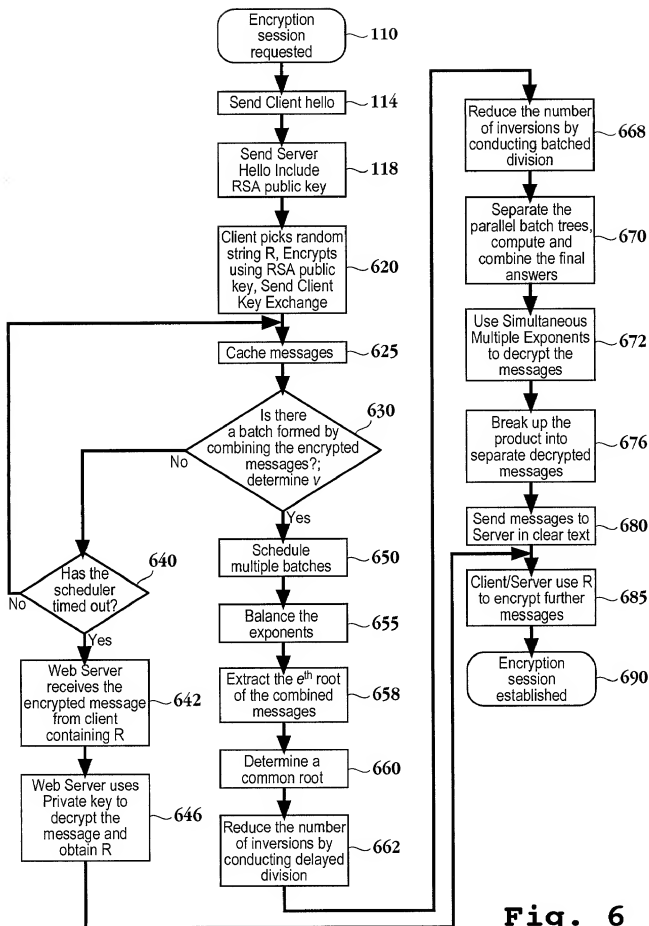 Encryption
session
requested
110
Send Client hello
114
Send Server
Hello Include
RSA public key
118
Client picks random
string R, Encrypts
using RSA public
key, Send Client
Key Exchange
620
Cache messages
625
Is there
a batch formed by
combining the encrypted
messages?;
determine v
630
No
Yes
Has the
scheduler
timed out?
640
No
Yes
Web Server
receives the
encrypted message
from client
containing R
642
Web Server uses
Private key to
decrypt the
message and
obtain R
646
Schedule
multiple batches
650
Balance the
exponents
655
Extract the eth root
of the combined
messages
658
Determine a
common root
660
Reduce the number
of inversions by
conducting delayed
division
662
Reduce the number
of inversions by
conducting batched
division
668
Separate the
parallel batch trees,
compute and
combine the final
answers
670
Use Simultaneous
Multiple Exponents
to decrypt the
messages
672
Break up the
product into
separate decrypted
messages
676
Send messages to
Server in clear text
680
Client/Server use R
to encrypt further
messages
685
Encryption
session
established
690
Fig. 6